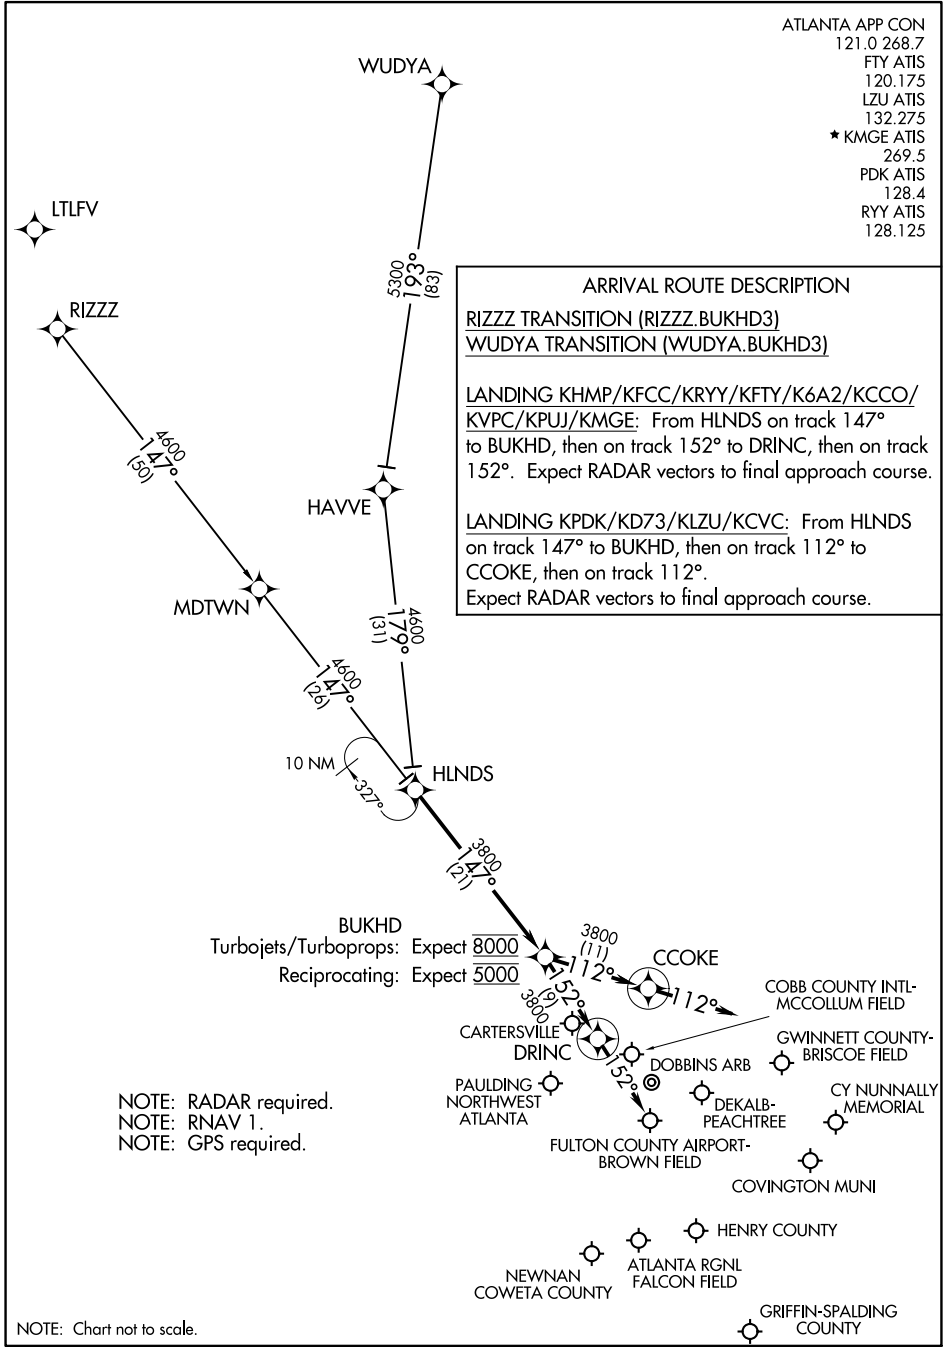 ATLANTA APP CON
121.0 268.7
FTY ATIS
120.175
LZU ATIS
132.275
★ KMGE ATIS
269.5
PDK ATIS
128.4
RYY ATIS
128.125
WUDYA
LTLFV
RIZZZ
5300
193°
(83)
ARRIVAL ROUTE DESCRIPTION
RIZZZ TRANSITION (RIZZZ.BUKHD3)
WUDYA TRANSITION (WUDYA.BUKHD3)
LANDING KHMP/KFCC/KRYY/KFTY/K6A2/KCCO/
KVPC/KPUJ/KMGE: From HLNDS on track 147°
to BUKHD, then on track 152° to DRINC, then on track
152°. Expect RADAR vectors to final approach course.
LANDING KPDK/KD73/KLZU/KCVC: From HLNDS
on track 147° to BUKHD, then on track 112° to
CCOKE, then on track 112°.
Expect RADAR vectors to final approach course.
4600
147°
(50)
HAVVE
MDTWN
4600
179°
(31)
4600
147°
(26)
10 NM
327°
HLNDS
3800
147°
(21)
BUKHD
Turbojets/Turboprops: Expect 8000
Reciprocating: Expect 5000
3800
(11)
112°
CCOKE
112°
152°
(9)
3800
COBB COUNTY INTL-
MCCOLLUM FIELD
CARTERSVILLE
DRINC
152°
GWINNETT COUNTY-
BRISCOE FIELD
DOBBINS ARB
PAULDING
NORTHWEST
ATLANTA
DEKALB-
PEACHTREE
CY NUNNALLY
MEMORIAL
NOTE: RADAR required.
NOTE: RNAV 1.
NOTE: GPS required.
FULTON COUNTY AIRPORT-
BROWN FIELD
COVINGTON MUNI
HENRY COUNTY
ATLANTA RGNL
FALCON FIELD
NEWNAN
COWETA COUNTY
GRIFFIN-SPALDING
COUNTY
NOTE: Chart not to scale.